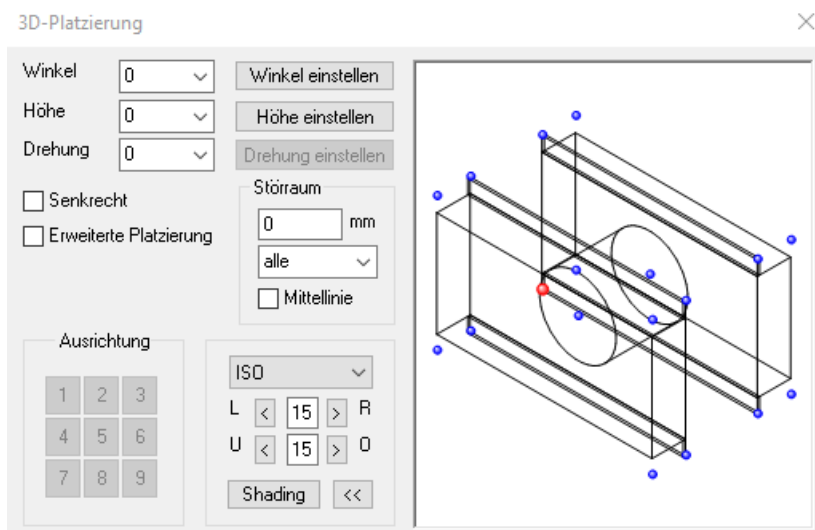 3D-Platzierung
Winkel 0 Winkel einstellen
Höhe 0 Höhe einstellen
Drehung 0 Drehung einstellen
Senkrecht
Erweiterte Platzierung
Störraum
0 mm
alle
Mittellinie
Ausrichtung
1 2 3
4 5 6
7 8 9
ISO
L < 15 > R
U < 15 > O
Shading <<